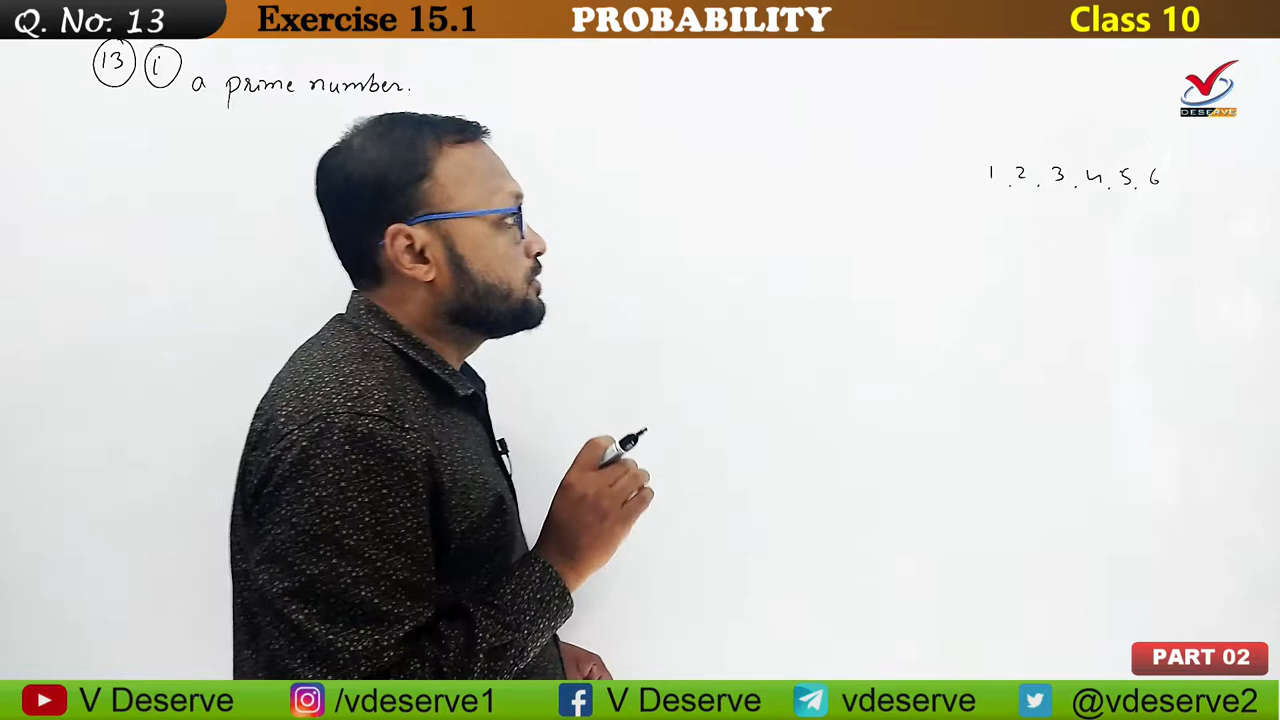 Q. No. 13 Exercise 15.1 PROBABILITY Class 10
13 i a prime number.
DESERVE
1, 2, 3, 4, 5, 6
PART 02
V Deserve /vdeserve1 V Deserve vdeserve @vdeserve2